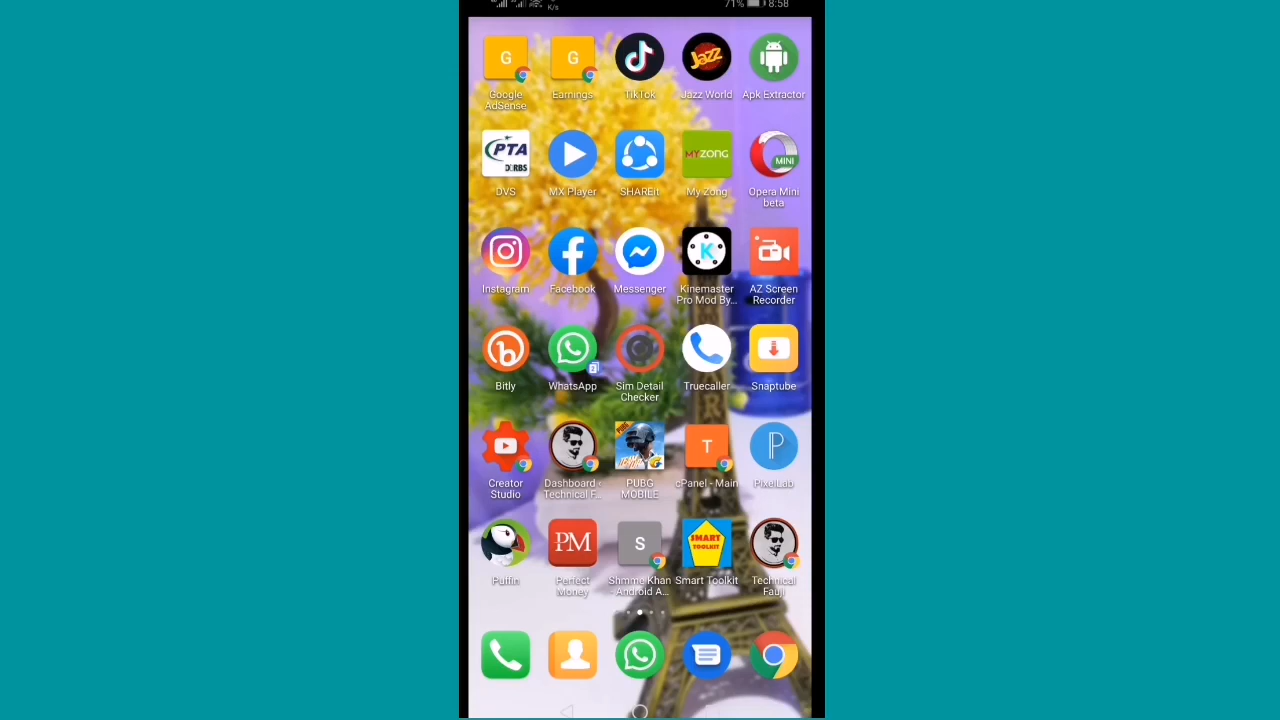 K/s
71%
8:58
G
G
Jazz
Google
AdSense
Earnings
TikTok
Jazz World
Apk Extractor
PTA
DIRBS
MYZONG
MINI
DVS
MX Player
SHAREit
My Zong
Opera Mini
beta
K
Instagram
Facebook
Messenger
Kinemaster
Pro Mod By...
AZ Screen
Recorder
b
Bitly
WhatsApp
Sim Detail
Checker
Truecaller
Snaptube
PUBG
T
P
Creator
Studio
Dashboard ‹
Technical F...
PUBG
MOBILE
cPanel - Main
PixelLab
PM
S
SMART
TOOLKIT
Puffin
Perfect
Money
Shmme Khan
- Android A...
Smart Toolkit
Technical
Fauji